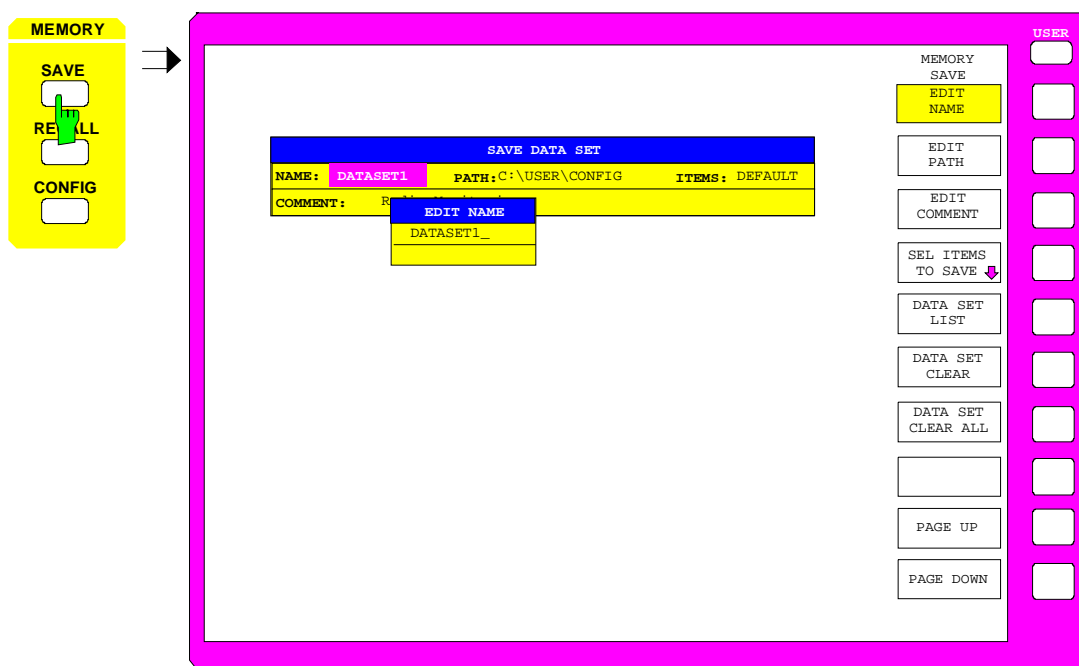 MEMORY
SAVE
CONFIG
USER
MEMORY
SAVE
EDIT
NAME
EDIT
PATH
EDIT
COMMENT
SEL ITEMS
TO SAVE
DATA SET
LIST
DATA SET
CLEAR
DATA SET
CLEAR ALL
PAGE UP
PAGE DOWN
SAVE DATA SET
NAME: DATASET1 PATH: C:\USER\CONFIG ITEMS: DEFAULT
COMMENT:
EDIT NAME
DATASET1_